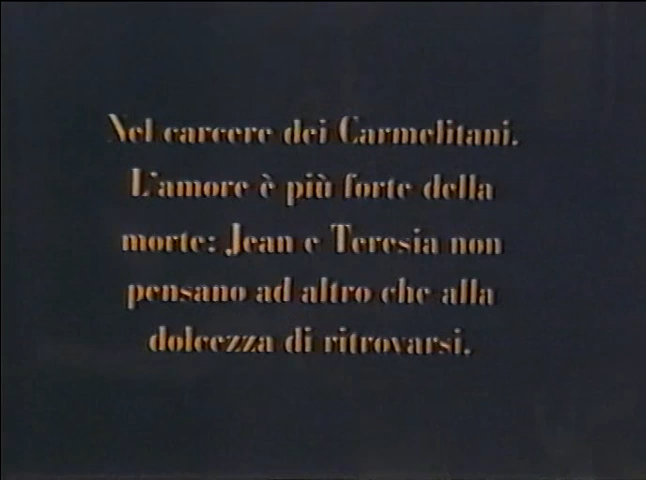 Nel carcere dei Carmelitani.
L'amore è più forte della
morte: Jean e Teresia non
pensano ad altro che alla
dolcezza di ritrovarsi.